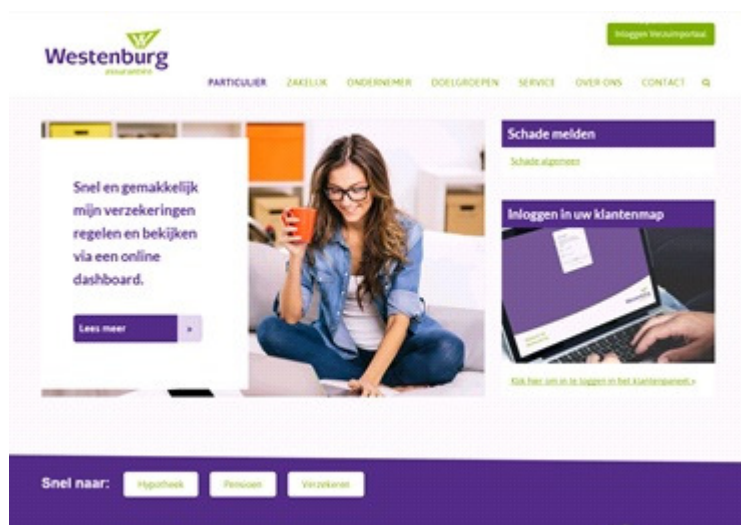 Westenburg
assurantiën
Inloggen Verzuimportaal
PARTICULIER ZAKELIJK ONDERNEMER DOELGROEPEN SERVICE OVER ONS CONTACT
Snel en gemakkelijk
mijn verzekeringen
regelen en bekijken
via een online
dashboard.
Lees meer »
Schade melden
Schade algemeen
Inloggen in uw klantenmap
Westenburg
Klik hier om in te loggen in het klantenpaneel »
Snel naar: Hypotheek Pensioen Verzekeren